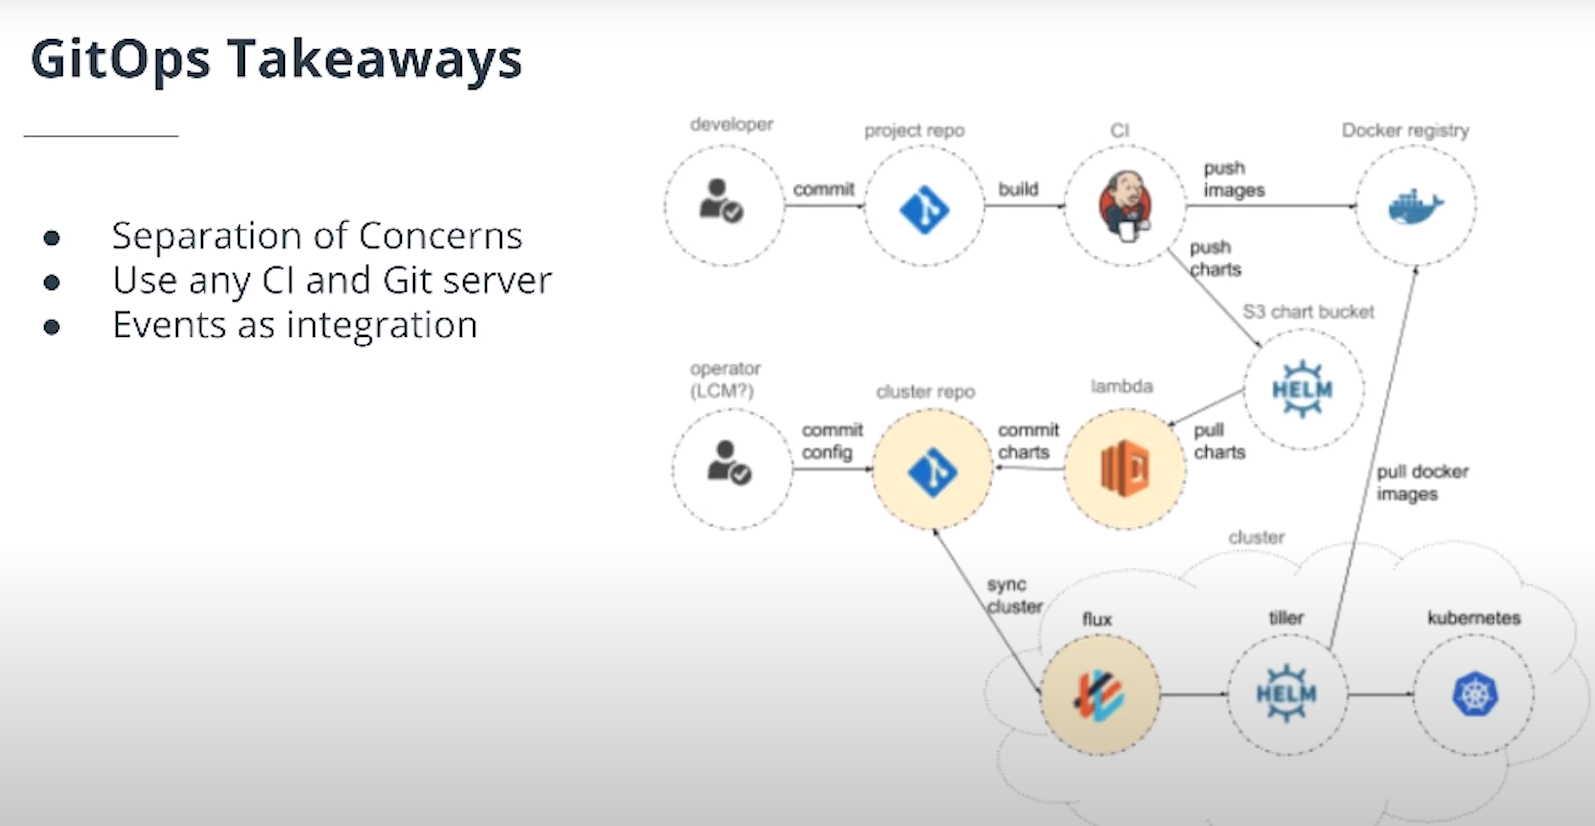 GitOps Takeaways
Separation of Concerns
Use any CI and Git server
Events as integration
developer
project repo
CI
Docker registry
commit
build
push
images
push
charts
S3 chart bucket
HELM
operator
(LCM?)
cluster repo
lambda
commit
config
commit
charts
pull
charts
pull docker
images
cluster
sync
cluster
flux
tiller
kubernetes
HELM